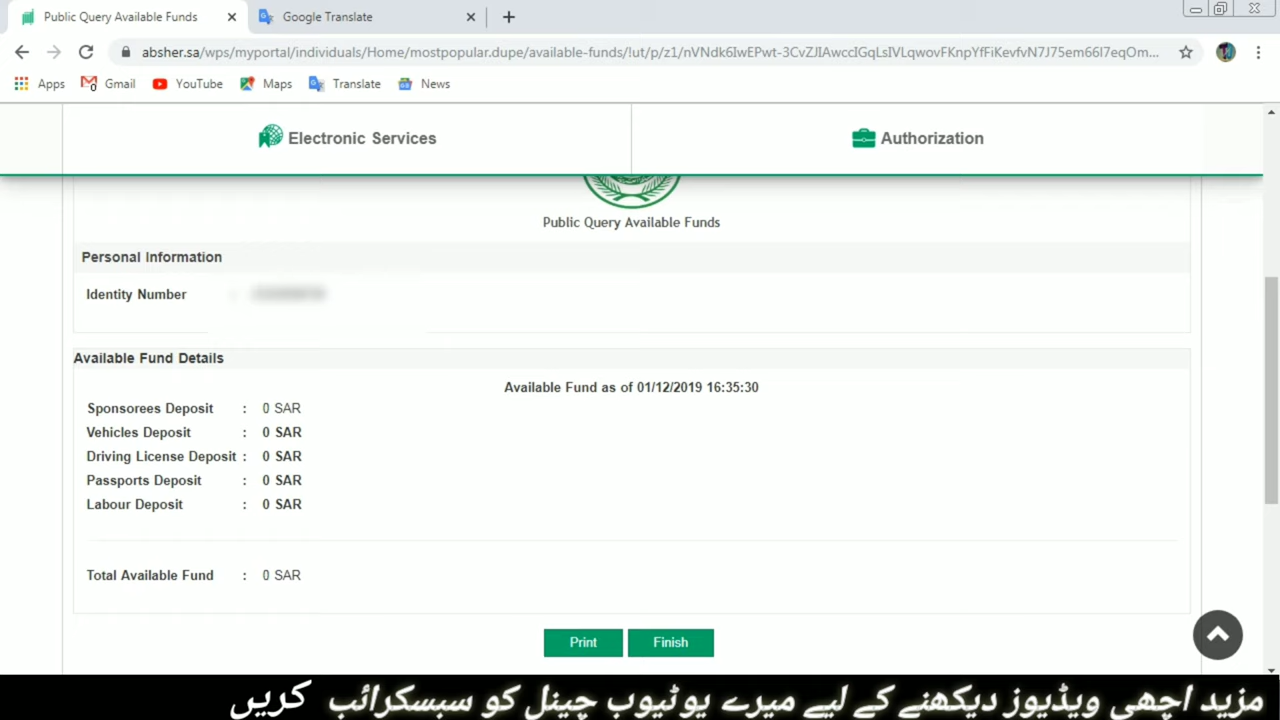 Public Query Available Funds
Google Translate
absher.sa/wps/myportal/individuals/Home/mostpopular.dupe/available-funds/lut/p/z1/nVNdk6IwEPwt-3CvZJIAwccIGqLsIVLqwovFKnpYfFiKevfvN7J75em66l7eqOm...
Apps
Gmail
YouTube
Maps
Translate
News
Electronic Services
Authorization
Public Query Available Funds
Personal Information
Identity Number
Available Fund Details
Available Fund as of 01/12/2019 16:35:30
Sponsorees Deposit : 0 SAR
Vehicles Deposit : 0 SAR
Driving License Deposit : 0 SAR
Passports Deposit : 0 SAR
Labour Deposit : 0 SAR
Total Available Fund : 0 SAR
Print
Finish
مزید اچھی ویڈیوز دیکھنے کے لیے میرے یوٹیوب چینل کو سبسکرائب کریں